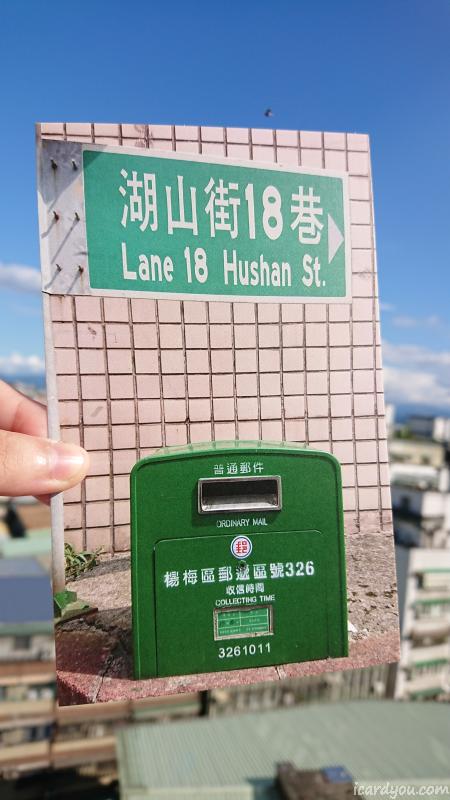 湖山街18巷
Lane 18 Hushan St.
普通郵件
ORDINARY MAIL
郵
楊梅區郵遞區號326
收信時間
COLLECTING TIME
3261011
icardyou.com